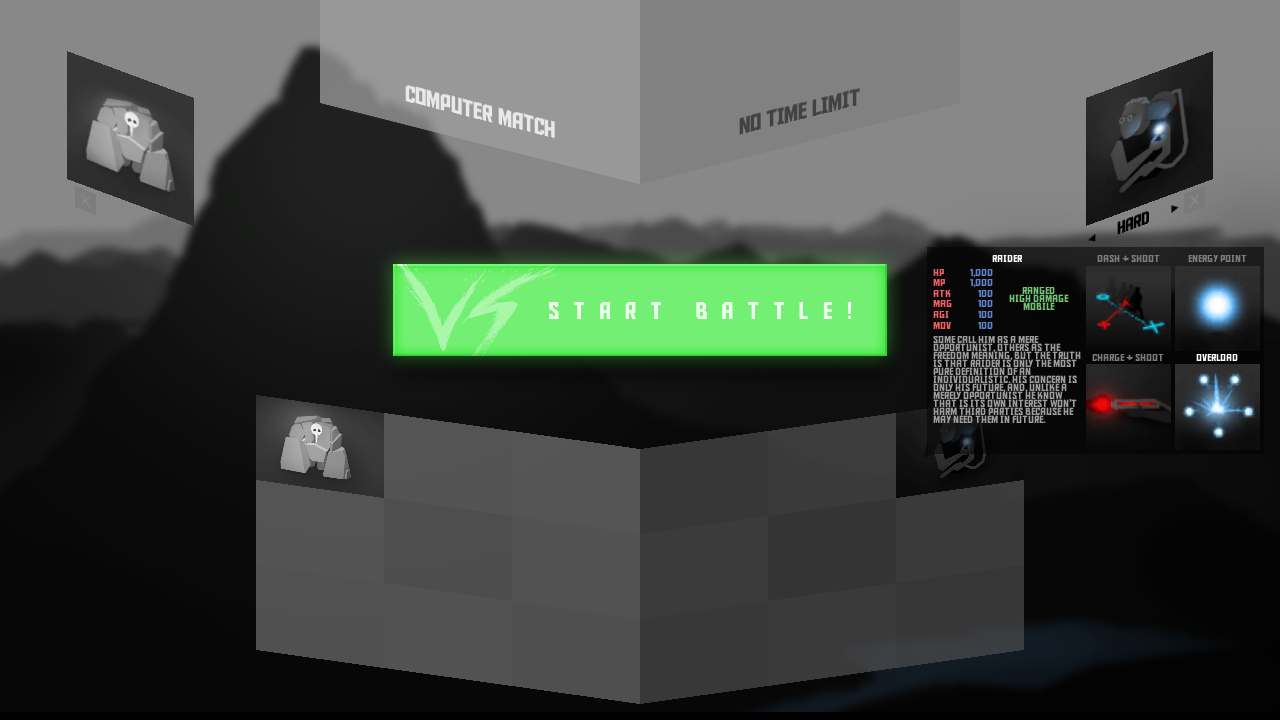 COMPUTER MATCH
NO TIME LIMIT
X
X
HARD
VS
START BATTLE!
RAIDER
HP 1,000
MP 1,000
ATK 100
MAG 100
AGI 100
MOV 100
RANGED
HIGH DAMAGE
MOBILE
SOME CALL HIM AS A MERE
OPPORTUNIST, OTHERS AS THE
FREEDOM MEANING, BUT THE TRUTH
IS THAT RAIDER IS ONLY THE MOST
PURE DEFINITION OF AN
INDIVIDUALISTIC. HIS CONCERN IS
ONLY HIS FUTURE, AND, UNLIKE A
MERELY OPPORTUNIST HE KNOW
THAT IS ITS OWN INTEREST WON'T
HARM THIRD PARTIES BECAUSE HE
MAY NEED THEM IN FUTURE.
DASH + SHOOT
ENERGY POINT
CHARGE + SHOOT
OVERLOAD